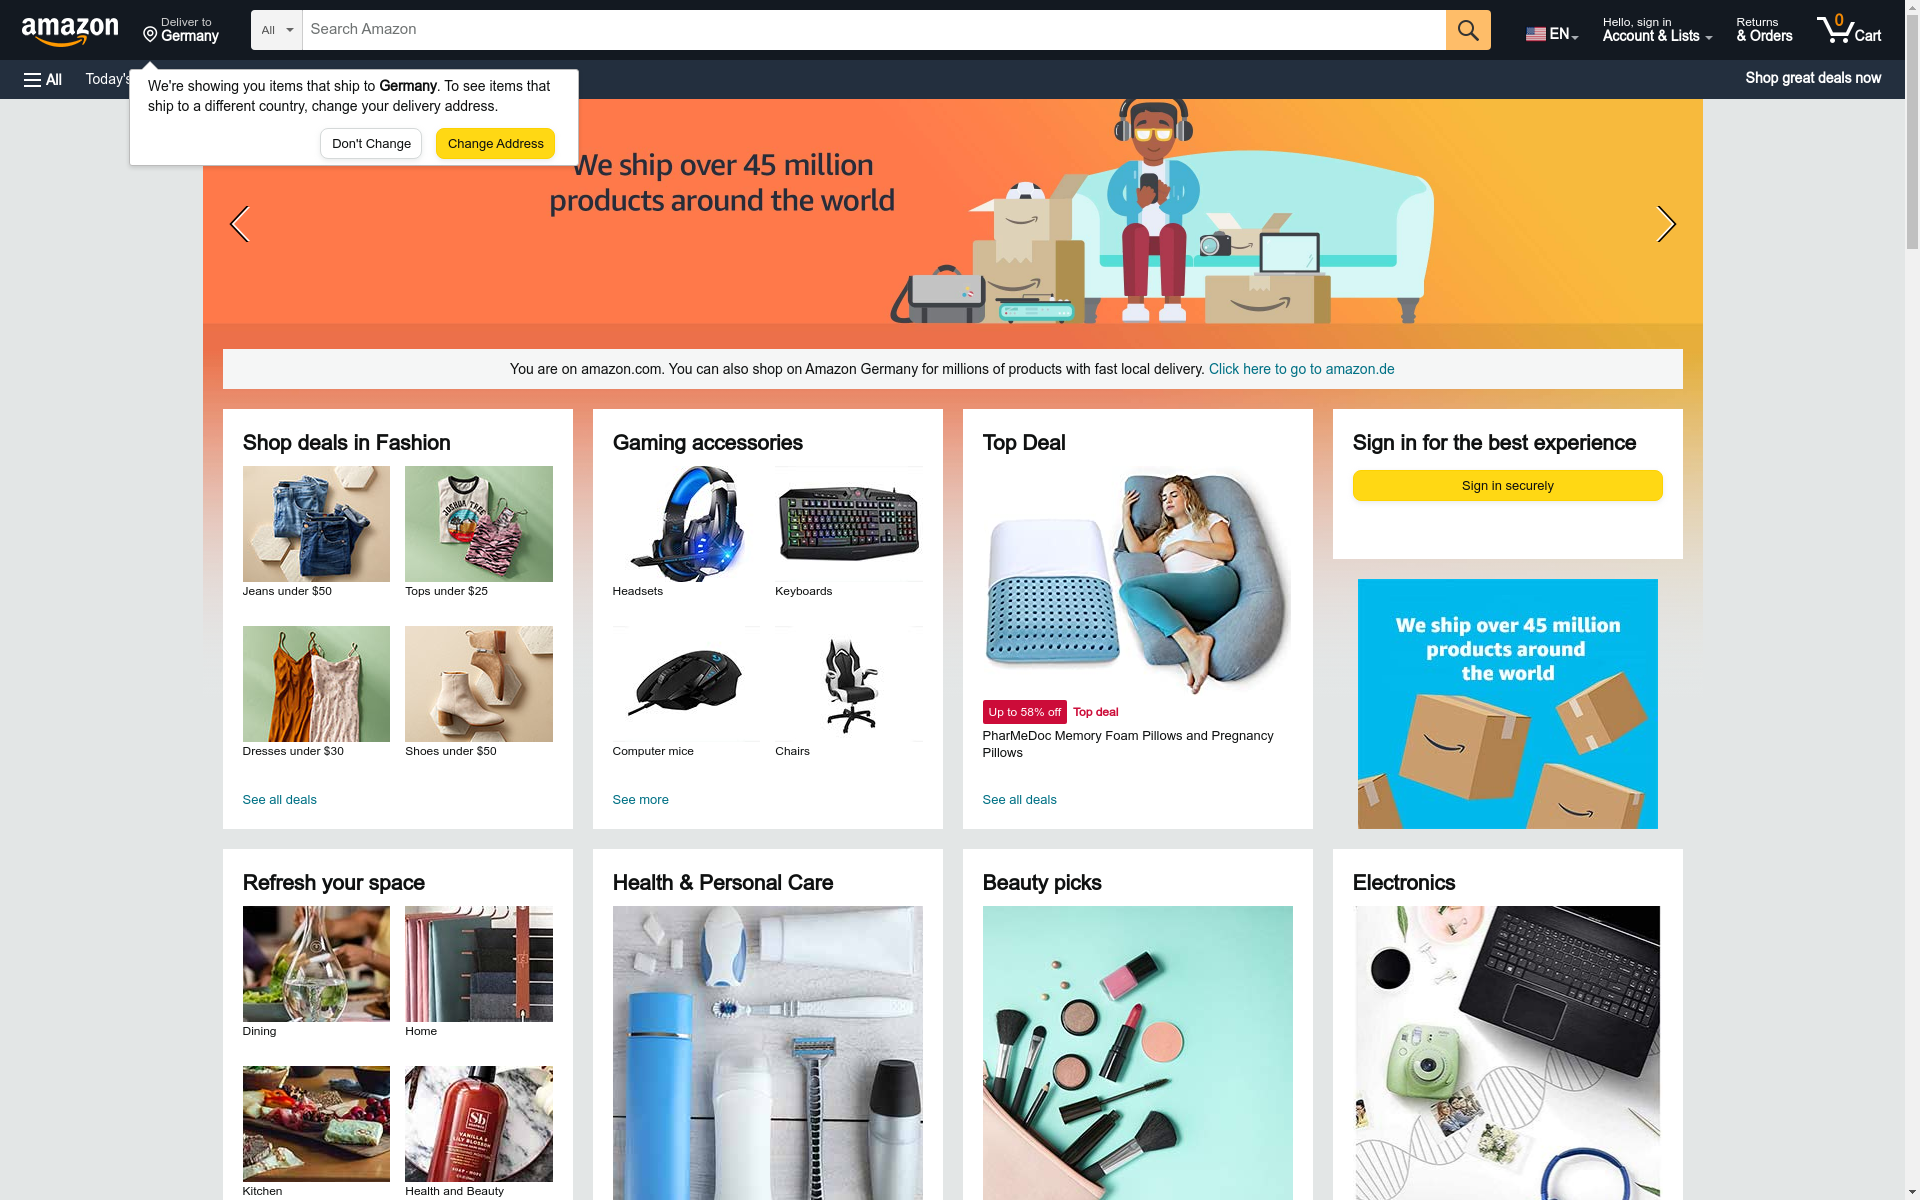 amazon
Deliver to
Germany
All
Search Amazon
EN
Hello, sign in
Account & Lists
Returns
& Orders
0
Cart
All
Today's
Shop great deals now
We're showing you items that ship to Germany. To see items that
ship to a different country, change your delivery address.
Don't Change
Change Address
We ship over 45 million
products around the world
You are on amazon.com. You can also shop on Amazon Germany for millions of products with fast local delivery. Click here to go to amazon.de
Shop deals in Fashion
JOSHUA TREE
Jeans under $50
Tops under $25
Dresses under $30
Shoes under $50
See all deals
Gaming accessories
Headsets
Keyboards
Computer mice
Chairs
See more
Top Deal
Up to 58% off
Top deal
PharMeDoc Memory Foam Pillows and Pregnancy
Pillows
See all deals
Sign in for the best experience
Sign in securely
We ship over 45 million
products around
the world
Refresh your space
Dining
Home
Kitchen
Sb
VANILLA &
LILY BLOSSOM
Health and Beauty
Health & Personal Care
Beauty picks
Electronics